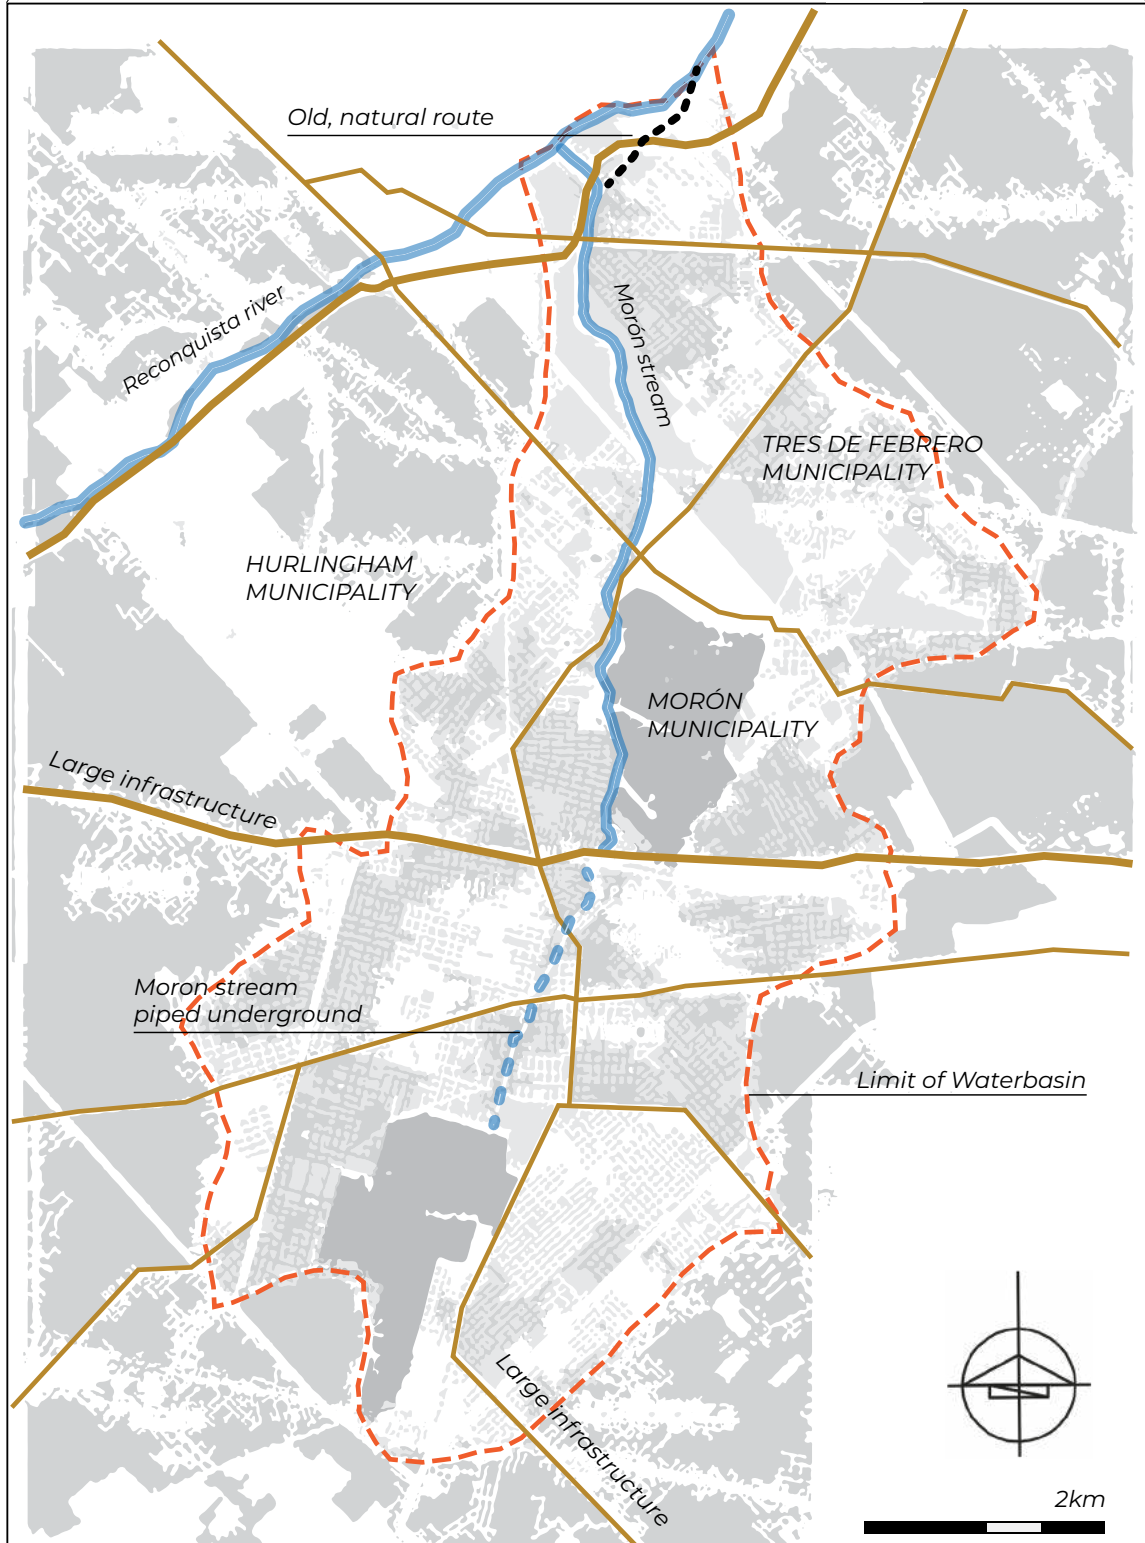 Old, natural route
Reconquista river
Morón stream
TRES DE FEBRERO
MUNICIPALITY
HURLINGHAM
MUNICIPALITY
MORÓN
MUNICIPALITY
Large infrastructure
Moron stream
piped underground
Limit of Waterbasin
Large infrastructure
2km